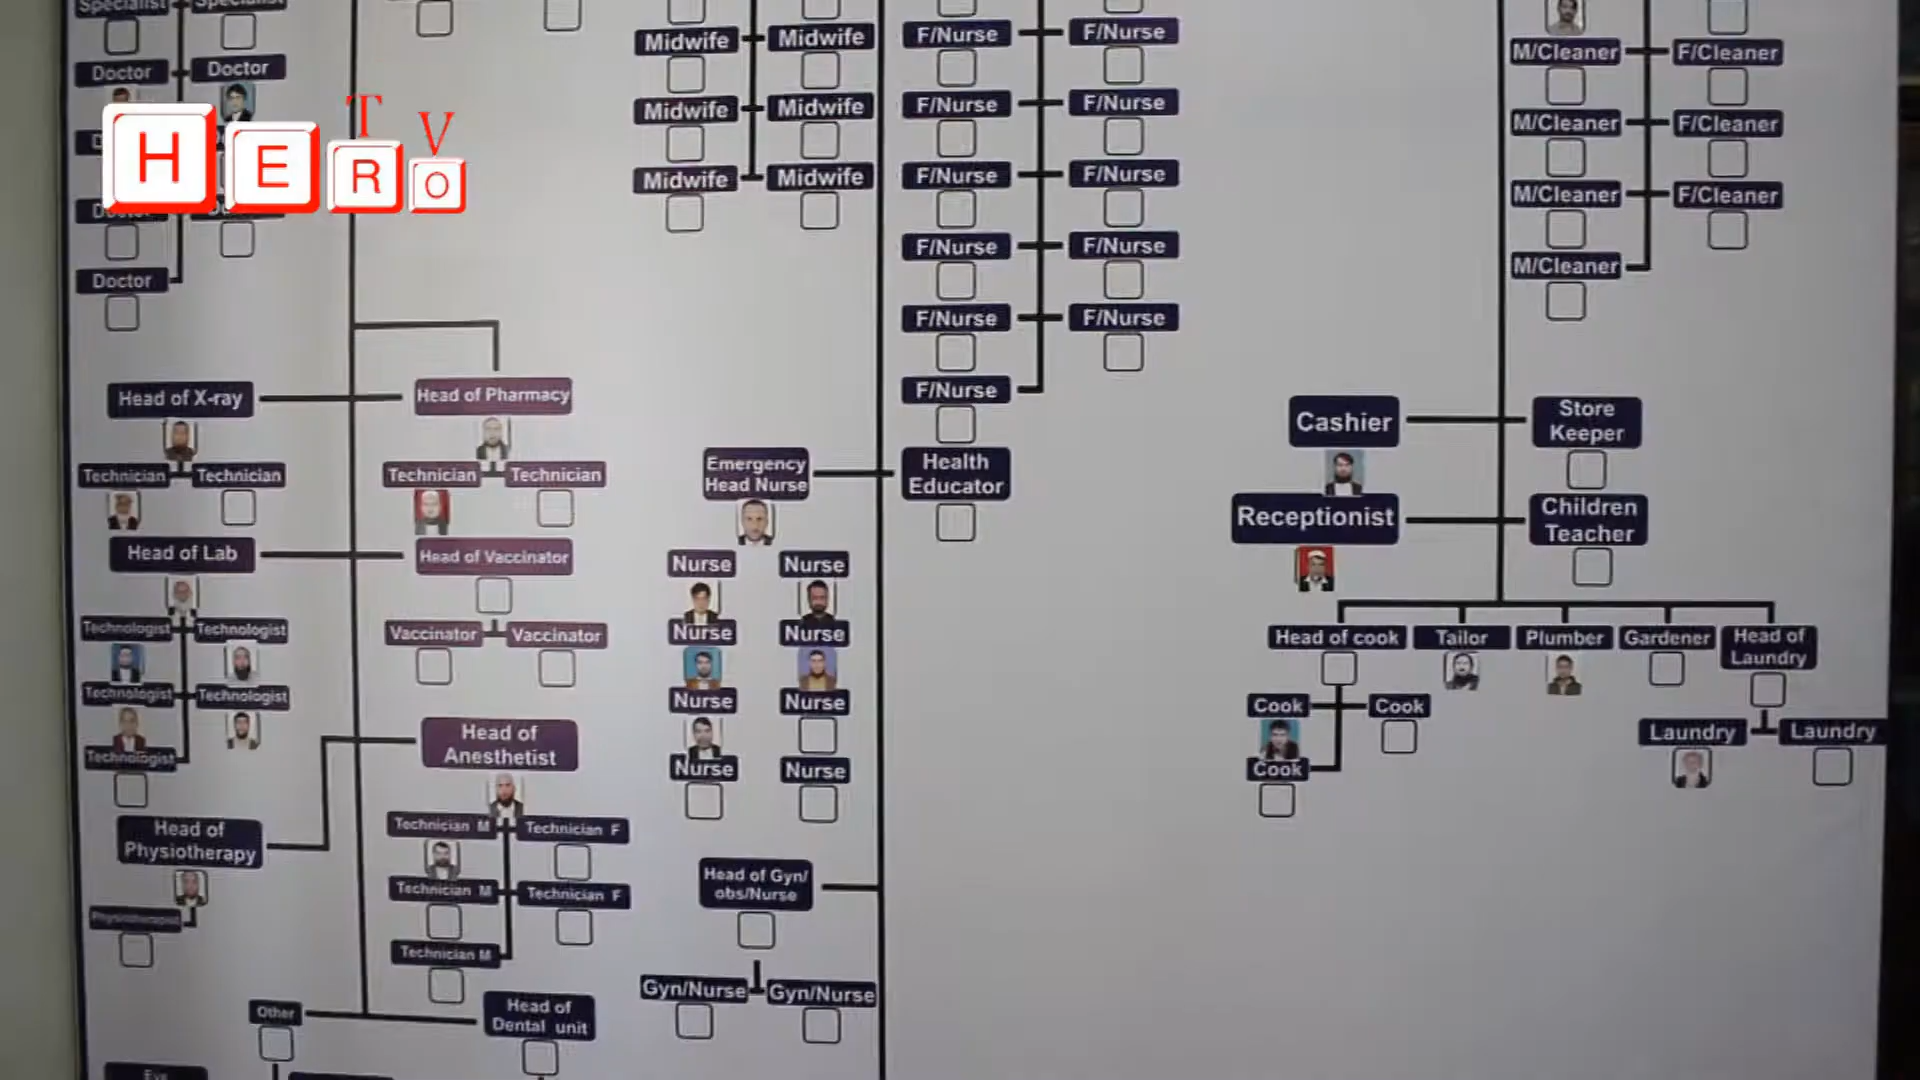 Specialist Specialist
Doctor Doctor
Doctor
HERO
TV
Midwife Midwife
Midwife Midwife
Midwife Midwife
F/Nurse F/Nurse
F/Nurse F/Nurse
F/Nurse F/Nurse
F/Nurse F/Nurse
F/Nurse F/Nurse
F/Nurse
M/Cleaner F/Cleaner
M/Cleaner F/Cleaner
M/Cleaner F/Cleaner
M/Cleaner
Head of X-ray
Technician Technician
Head of Pharmacy
Technician Technician
Head of Lab
Technologist Technologist
Technologist Technologist
Technologist
Head of Vaccinator
Vaccinator Vaccinator
Head of
Physiotherapy
Physiotherapist
Head of
Anesthetist
Technician M Technician F
Technician M Technician F
Technician M
Other
Head of
Dental unit
Eye
Emergency
Head Nurse
Nurse Nurse
Nurse Nurse
Nurse Nurse
Nurse Nurse
Health
Educator
Head of Gyn/
obs/Nurse
Gyn/Nurse Gyn/Nurse
Cashier
Store
Keeper
Receptionist
Children
Teacher
Head of cook
Tailor
Plumber
Gardener
Head of
Laundry
Cook Cook
Cook
Laundry Laundry